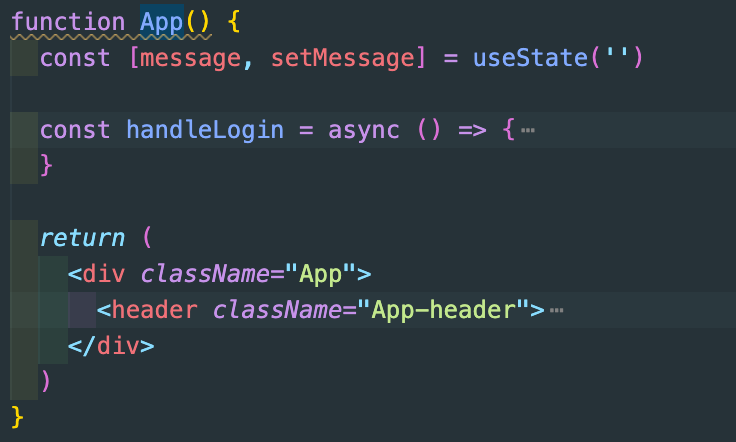 function App() {
const [message, setMessage] = useState('')
const handleLogin = async () => {…
}
return (
<div className="App">
<header className="App-header">…
</div>
)
}